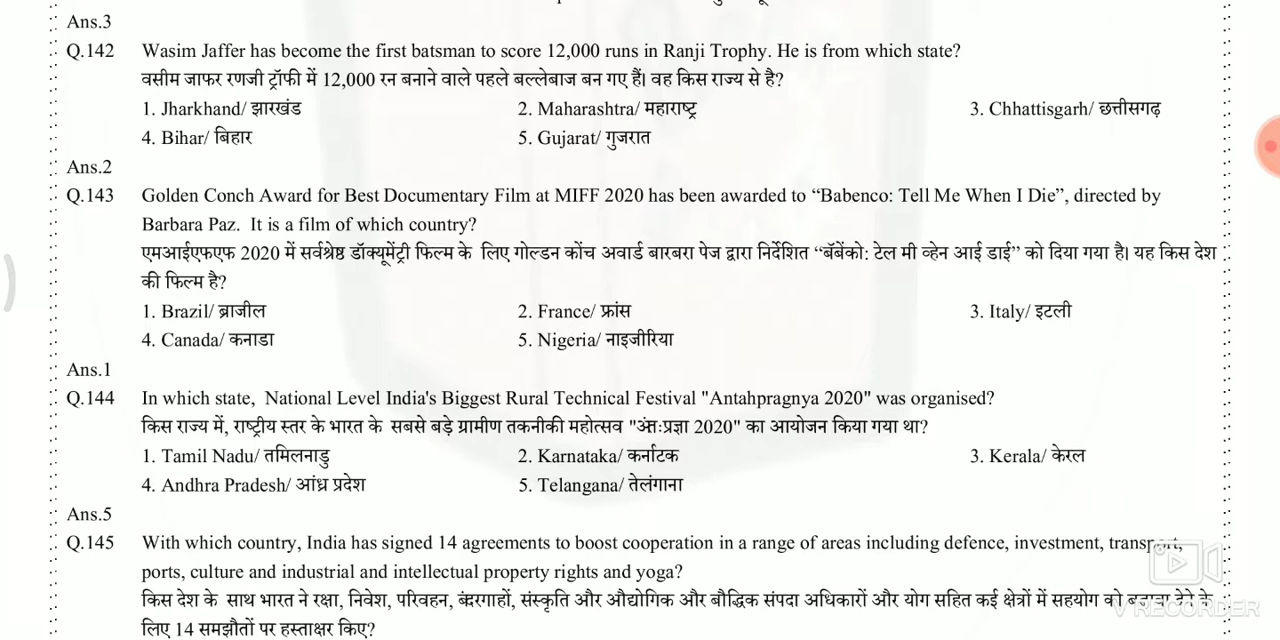 Ans.3
Q.142 Wasim Jaffer has become the first batsman to score 12,000 runs in Ranji Trophy. He is from which state?
वसीम जाफर रणजी ट्रॉफी में 12,000 रन बनाने वाले पहले बल्लेबाज बन गए हैं। वह किस राज्य से है?
1. Jharkhand/ झारखंड 2. Maharashtra/ महाराष्ट्र 3. Chhattisgarh/ छत्तीसगढ़
4. Bihar/ बिहार 5. Gujarat/ गुजरात
Ans.2
Q.143 Golden Conch Award for Best Documentary Film at MIFF 2020 has been awarded to “Babenco: Tell Me When I Die”, directed by
Barbara Paz. It is a film of which country?
एमआईएफएफ 2020 में सर्वश्रेष्ठ डॉक्यूमेंट्री फिल्म के लिए गोल्डन कोंच अवार्ड बारबरा पेज द्वारा निर्देशित “बॅबेंको: टेल मी व्हेन आई डाई” को दिया गया है। यह किस देश
की फिल्म है?
1. Brazil/ ब्राजील 2. France/ फ्रांस 3. Italy/ इटली
4. Canada/ कनाडा 5. Nigeria/ नाइजीरिया
Ans.1
Q.144 In which state, National Level India's Biggest Rural Technical Festival "Antahpragnya 2020" was organised?
किस राज्य में, राष्ट्रीय स्तर के भारत के सबसे बड़े ग्रामीण तकनीकी महोत्सव "अंत:प्रज्ञा 2020" का आयोजन किया गया था?
1. Tamil Nadu/ तमिलनाडु 2. Karnataka/ कर्नाटक 3. Kerala/ केरल
4. Andhra Pradesh/ आंध्र प्रदेश 5. Telangana/ तेलंगाना
Ans.5
Q.145 With which country, India has signed 14 agreements to boost cooperation in a range of areas including defence, investment, transport,
ports, culture and industrial and intellectual property rights and yoga?
किस देश के साथ भारत ने रक्षा, निवेश, परिवहन, बंदरगाहों, संस्कृति और औद्योगिक और बौद्धिक संपदा अधिकारों और योग सहित कई क्षेत्रों में सहयोग को बढ़ावा देने के
लिए 14 समझौतों पर हस्ताक्षर किए?
V RECORDER